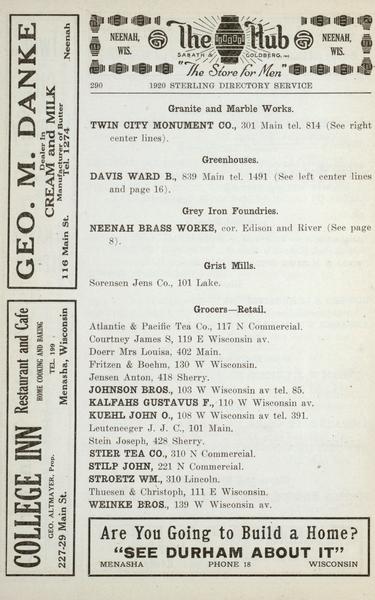 GEO. M. DANKE
Dealer In
CREAM and MILK
Manufacturer of Butter
Tel. 1274
116 Main St.
Neenah
COLLEGE INN
Restaurant and Cafe
HOME COOKING AND BAKING
GEO. ALTMAYER, Prop.
TEL. 199
227-29 Main St.
Menasha, Wisconsin
NEENAH,
WIS.
The Hub
SABATH & GOLDBERG, INC
"The Store for Men"
NEENAH,
WIS.
290 1920 STERLING DIRECTORY SERVICE
Granite and Marble Works.
TWIN CITY MONUMENT CO., 301 Main tel. 814 (See right
center lines).
Greenhouses.
DAVIS WARD B., 839 Main tel. 1491 (See left center lines
and page 16).
Grey Iron Foundries.
NEENAH BRASS WORKS, cor. Edison and River (See page
8).
Grist Mills.
Sorensen Jens Co., 101 Lake.
Grocers—Retail.
Atlantic & Pacific Tea Co., 117 N Commercial.
Courtney James S, 119 E Wisconsin av.
Doerr Mrs Louisa, 402 Main.
Fritzen & Boehm, 130 W Wisconsin.
Jensen Anton, 418 Sherry.
JOHNSON BROS., 103 W Wisconsin av tel. 85.
KALFAHS GUSTAVUS F., 110 W Wisconsin av.
KUEHL JOHN O., 108 W Wisconsin av tel. 391.
Leutenecger J. J. C., 101 Main.
Stein Joseph, 428 Sherry.
STIER TEA CO., 310 N Commercial.
STILP JOHN, 221 N Commercial.
STROETZ WM., 310 Lincoln.
Thuesen & Christoph, 111 E Wisconsin.
WEINKE BROS., 139 W Wisconsin av.
Are You Going to Build a Home?
"SEE DURHAM ABOUT IT"
MENASHA PHONE 18 WISCONSIN